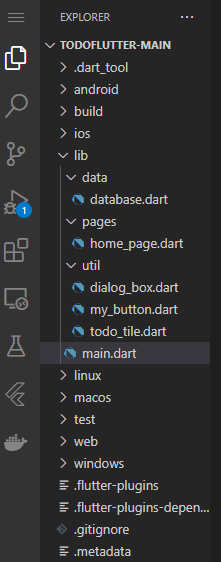 EXPLORER
TODOFLUTTER-MAIN
.dart_tool
android
build
ios
lib
data
database.dart
pages
home_page.dart
util
dialog_box.dart
my_button.dart
todo_tile.dart
main.dart
linux
macos
test
web
windows
.flutter-plugins
.flutter-plugins-depen...
.gitignore
.metadata
1